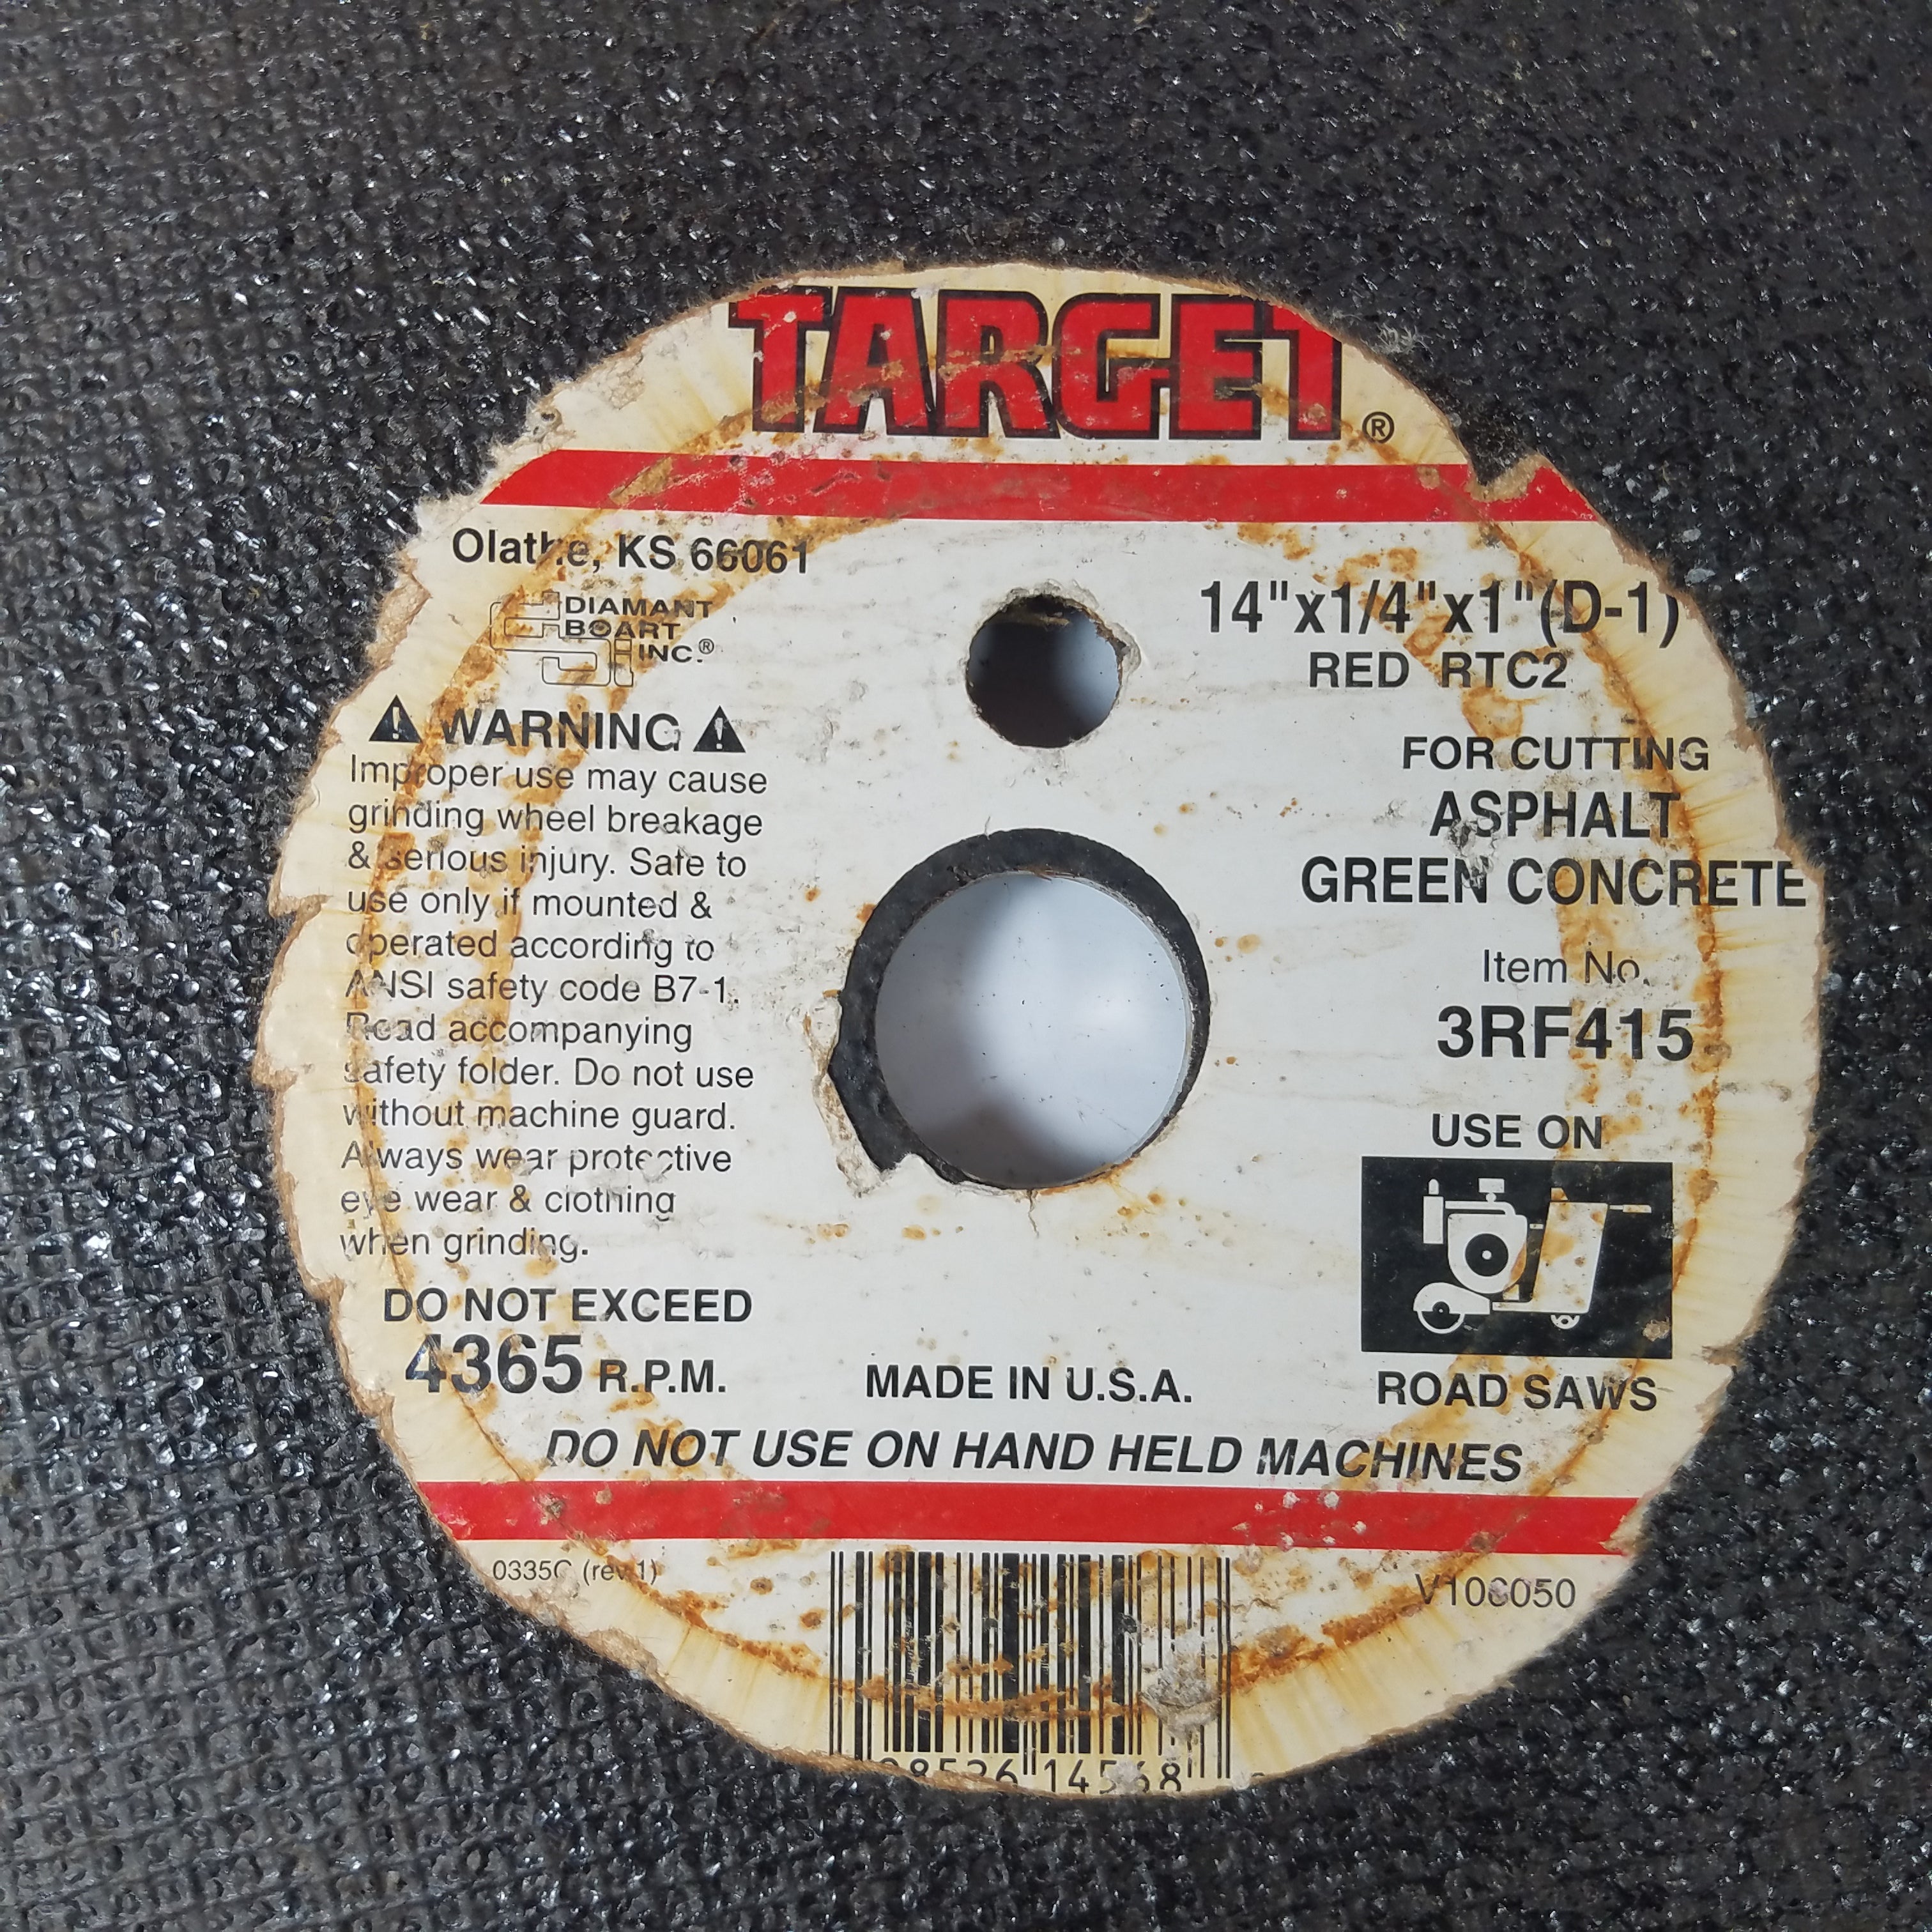 TARGET ®
Olathe, KS 66061
DIAMANT
BOART
INC.®
14"x1/4"x1"(D-1)
RED RTC2
WARNING
Improper use may cause
grinding wheel breakage
& serious injury. Safe to
use only if mounted &
operated according to
ANSI safety code B7-1.
Read accompanying
safety folder. Do not use
without machine guard.
Always wear protective
eye wear & clothing
when grinding.
DO NOT EXCEED
4365 R.P.M.
FOR CUTTING
ASPHALT
GREEN CONCRETE
Item No.
3RF415
USE ON
ROAD SAWS
MADE IN U.S.A.
DO NOT USE ON HAND HELD MACHINES
(rev 1)